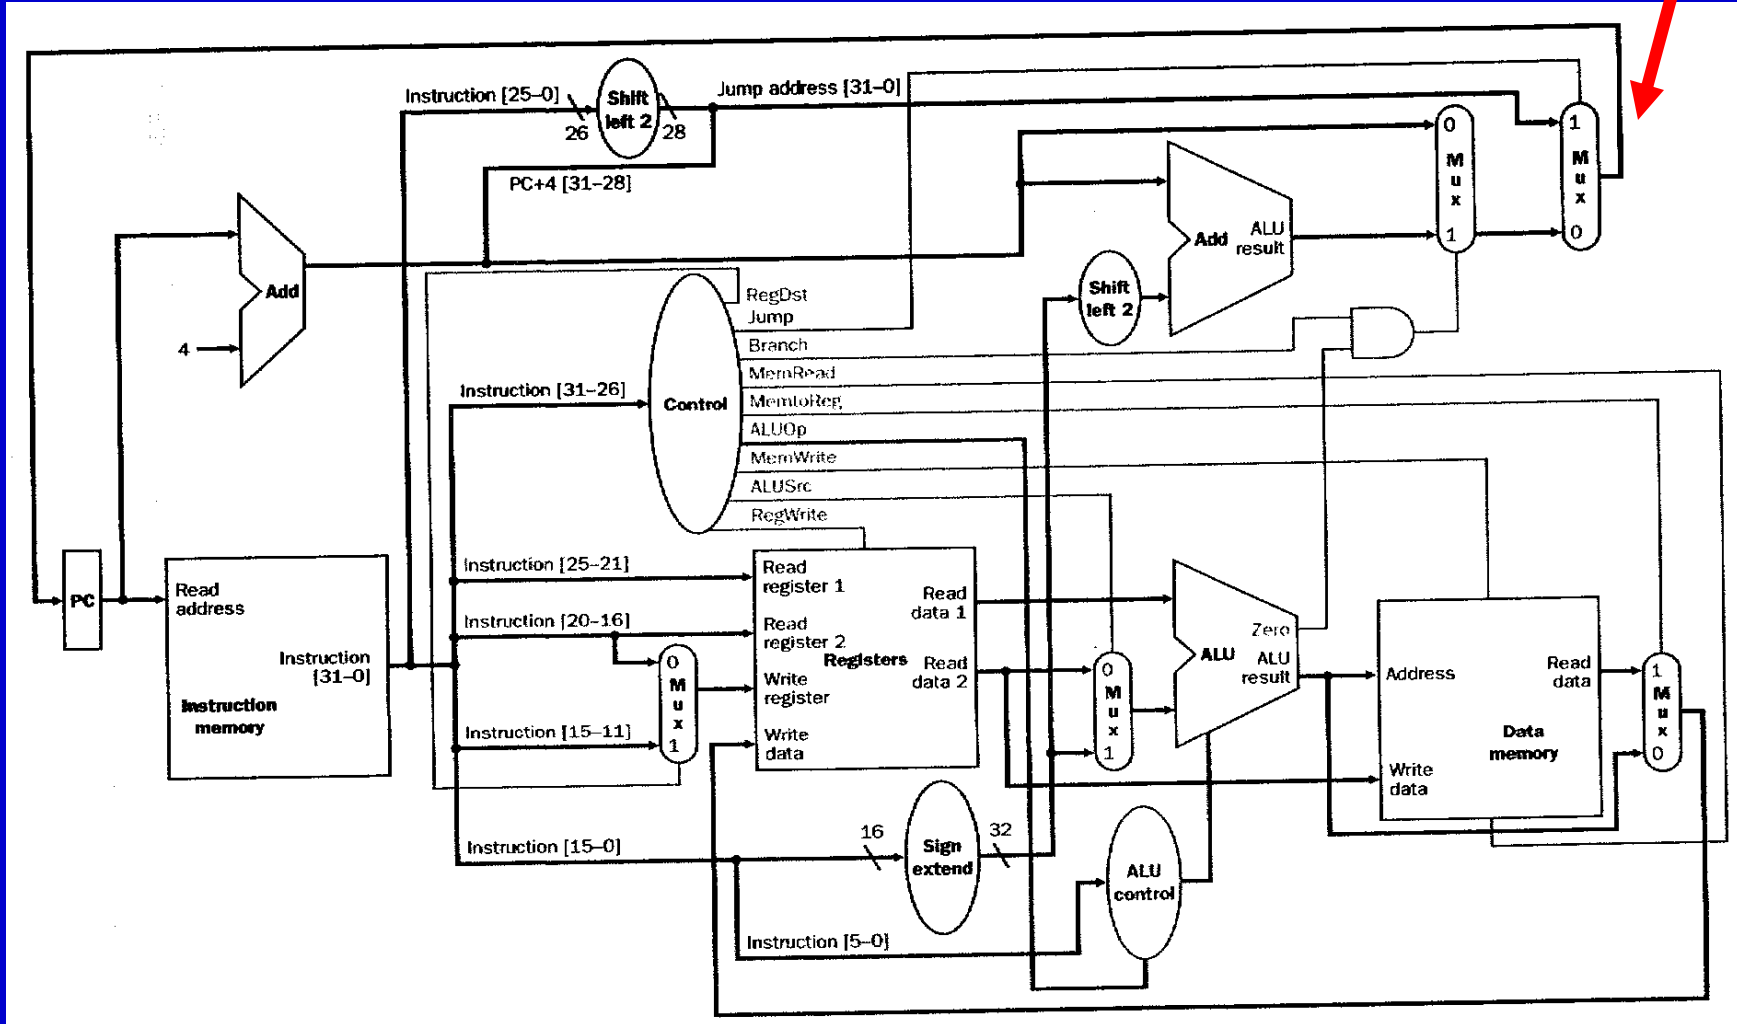 Instruction [25–0]
Shift
left 2
26
28
Jump address [31–0]
PC+4 [31–28]
Add
4
0
M
u
x
1
1
M
u
x
0
Add
ALU
result
Shift
left 2
RegDst
Jump
Branch
MemRead
MemtoReg
ALUOp
MemWrite
ALUSrc
RegWrite
Control
Instruction [31–26]
PC
Read
address
Instruction
[31–0]
Instruction
memory
Instruction [25–21]
Instruction [20–16]
Instruction [15–11]
0
M
u
x
1
Read
register 1
Read
register 2
Write
register
Write
data
Registers
Read
data 1
Read
data 2
0
M
u
x
1
Zero
ALU
ALU
result
Address
Write
data
Read
data
Data
memory
1
M
u
x
0
Instruction [15–0]
16
Sign
extend
32
ALU
control
Instruction [5–0]